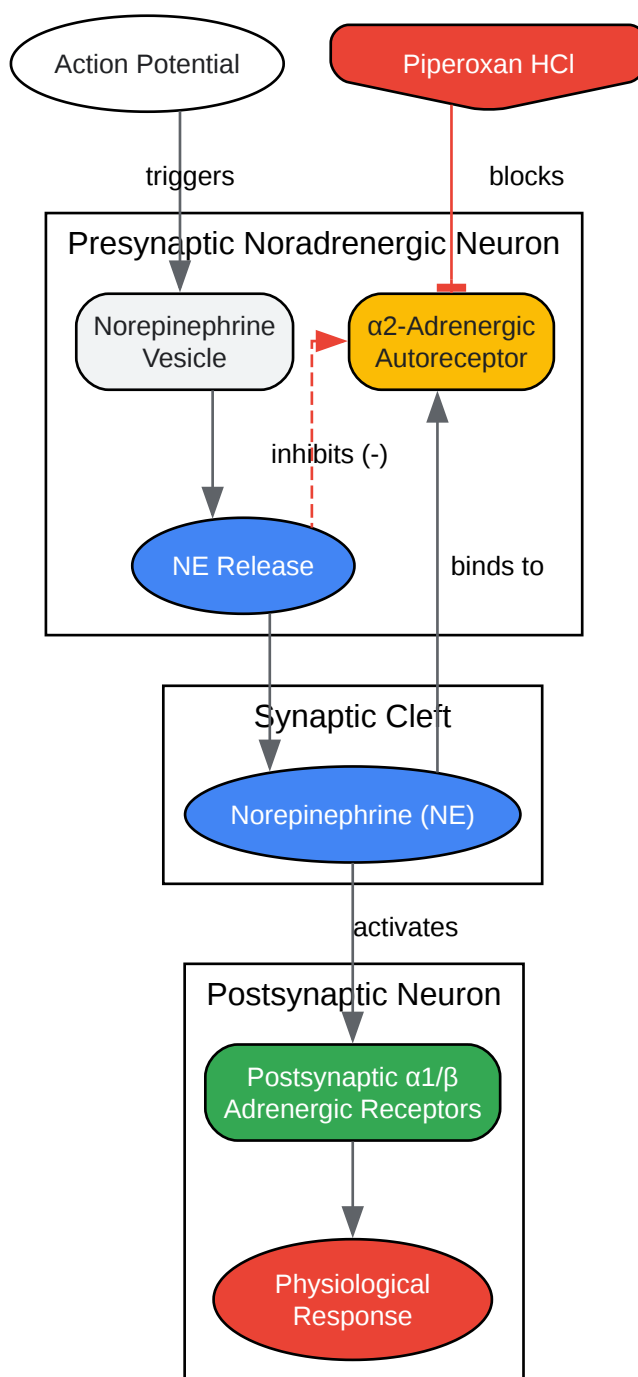 Action Potential
Piperoxan HCl
triggers
blocks
Presynaptic Noradrenergic Neuron
Norepinephrine
Vesicle
α2-Adrenergic
Autoreceptor
inhibits (-)
NE Release
binds to
Synaptic Cleft
Norepinephrine (NE)
activates
Postsynaptic Neuron
Postsynaptic α1/β
Adrenergic Receptors
Physiological
Response